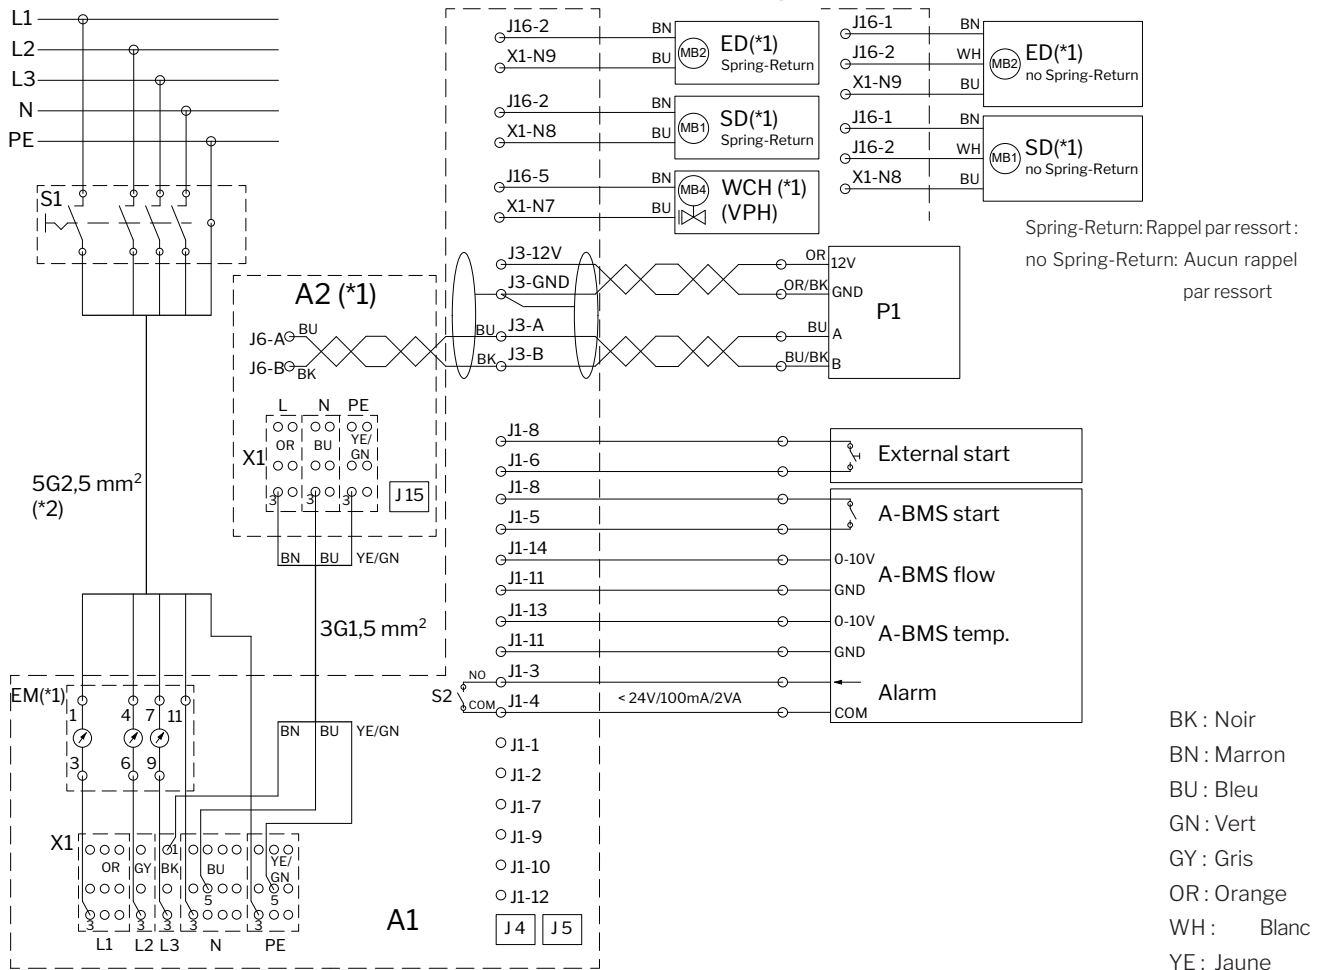 L1
L2
L3
N
PE
S1
J16-2
BN
X1-N9
BU
MB2
ED(*1)
Spring-Return
J16-2
BN
X1-N8
BU
MB1
SD(*1)
Spring-Return
J16-5
BN
X1-N7
BU
MB4
WCH (*1)
(VPH)
J16-1
BN
J16-2
WH
X1-N9
BU
MB2
ED(*1)
no Spring-Return
J16-1
BN
J16-2
WH
X1-N8
BU
MB1
SD(*1)
no Spring-Return
Spring-Return: Rappel par ressort :
no Spring-Return: Aucun rappel
par ressort
A2 (*1)
J6-A
BU
J6-B
BK
L N PE
X1
OR
BU
YE/
GN
3
3
3
J 15
BN
BU
YE/GN
3G1,5 mm2
J3-12V
J3-GND
BU
J3-A
BK
J3-B
OR
12V
OR/BK
GND
BU
A
BU/BK
B
P1
5G2,5 mm2
(*2)
J1-8
J1-6
External start
J1-8
J1-5
A-BMS start
J1-14
0-10V
J1-11
GND
A-BMS flow
J1-13
0-10V
J1-11
GND
A-BMS temp.
S2
NO
J1-3
COM
J1-4
< 24V/100mA/2VA
Alarm
COM
J1-1
J1-2
J1-7
J1-9
J1-10
J1-12
J 4
J 5
EM(*1)
1
4
7
11
3
6
9
BN
BU
YE/GN
X1
OR
GY
1
BK
BU
YE/
GN
5
5
3
3
3
3
3
L1
L2
L3
N
PE
A1
BK : Noir
BN : Marron
BU : Bleu
GN : Vert
GY : Gris
OR : Orange
WH : Blanc
YE : Jaune